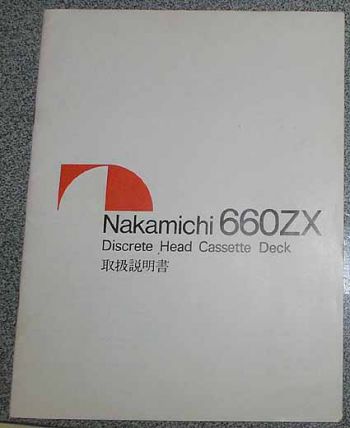 Nakamichi 660ZX
Discrete Head Cassette Deck
取扱説明書